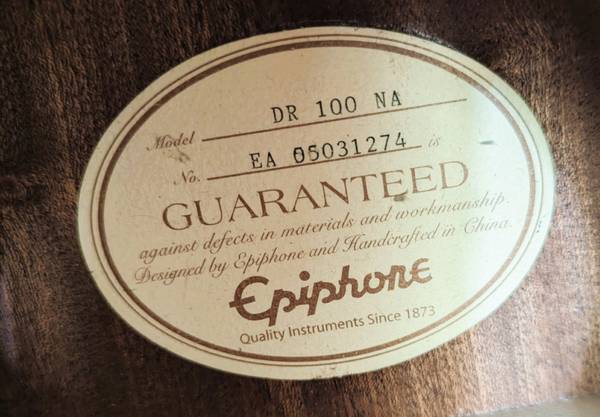 Model DR 100 NA
No. EA 05031274 is
GUARANTEED
against defects in materials and workmanship.
Designed by Epiphone and Handcrafted in China.
Epiphone
Quality Instruments Since 1873